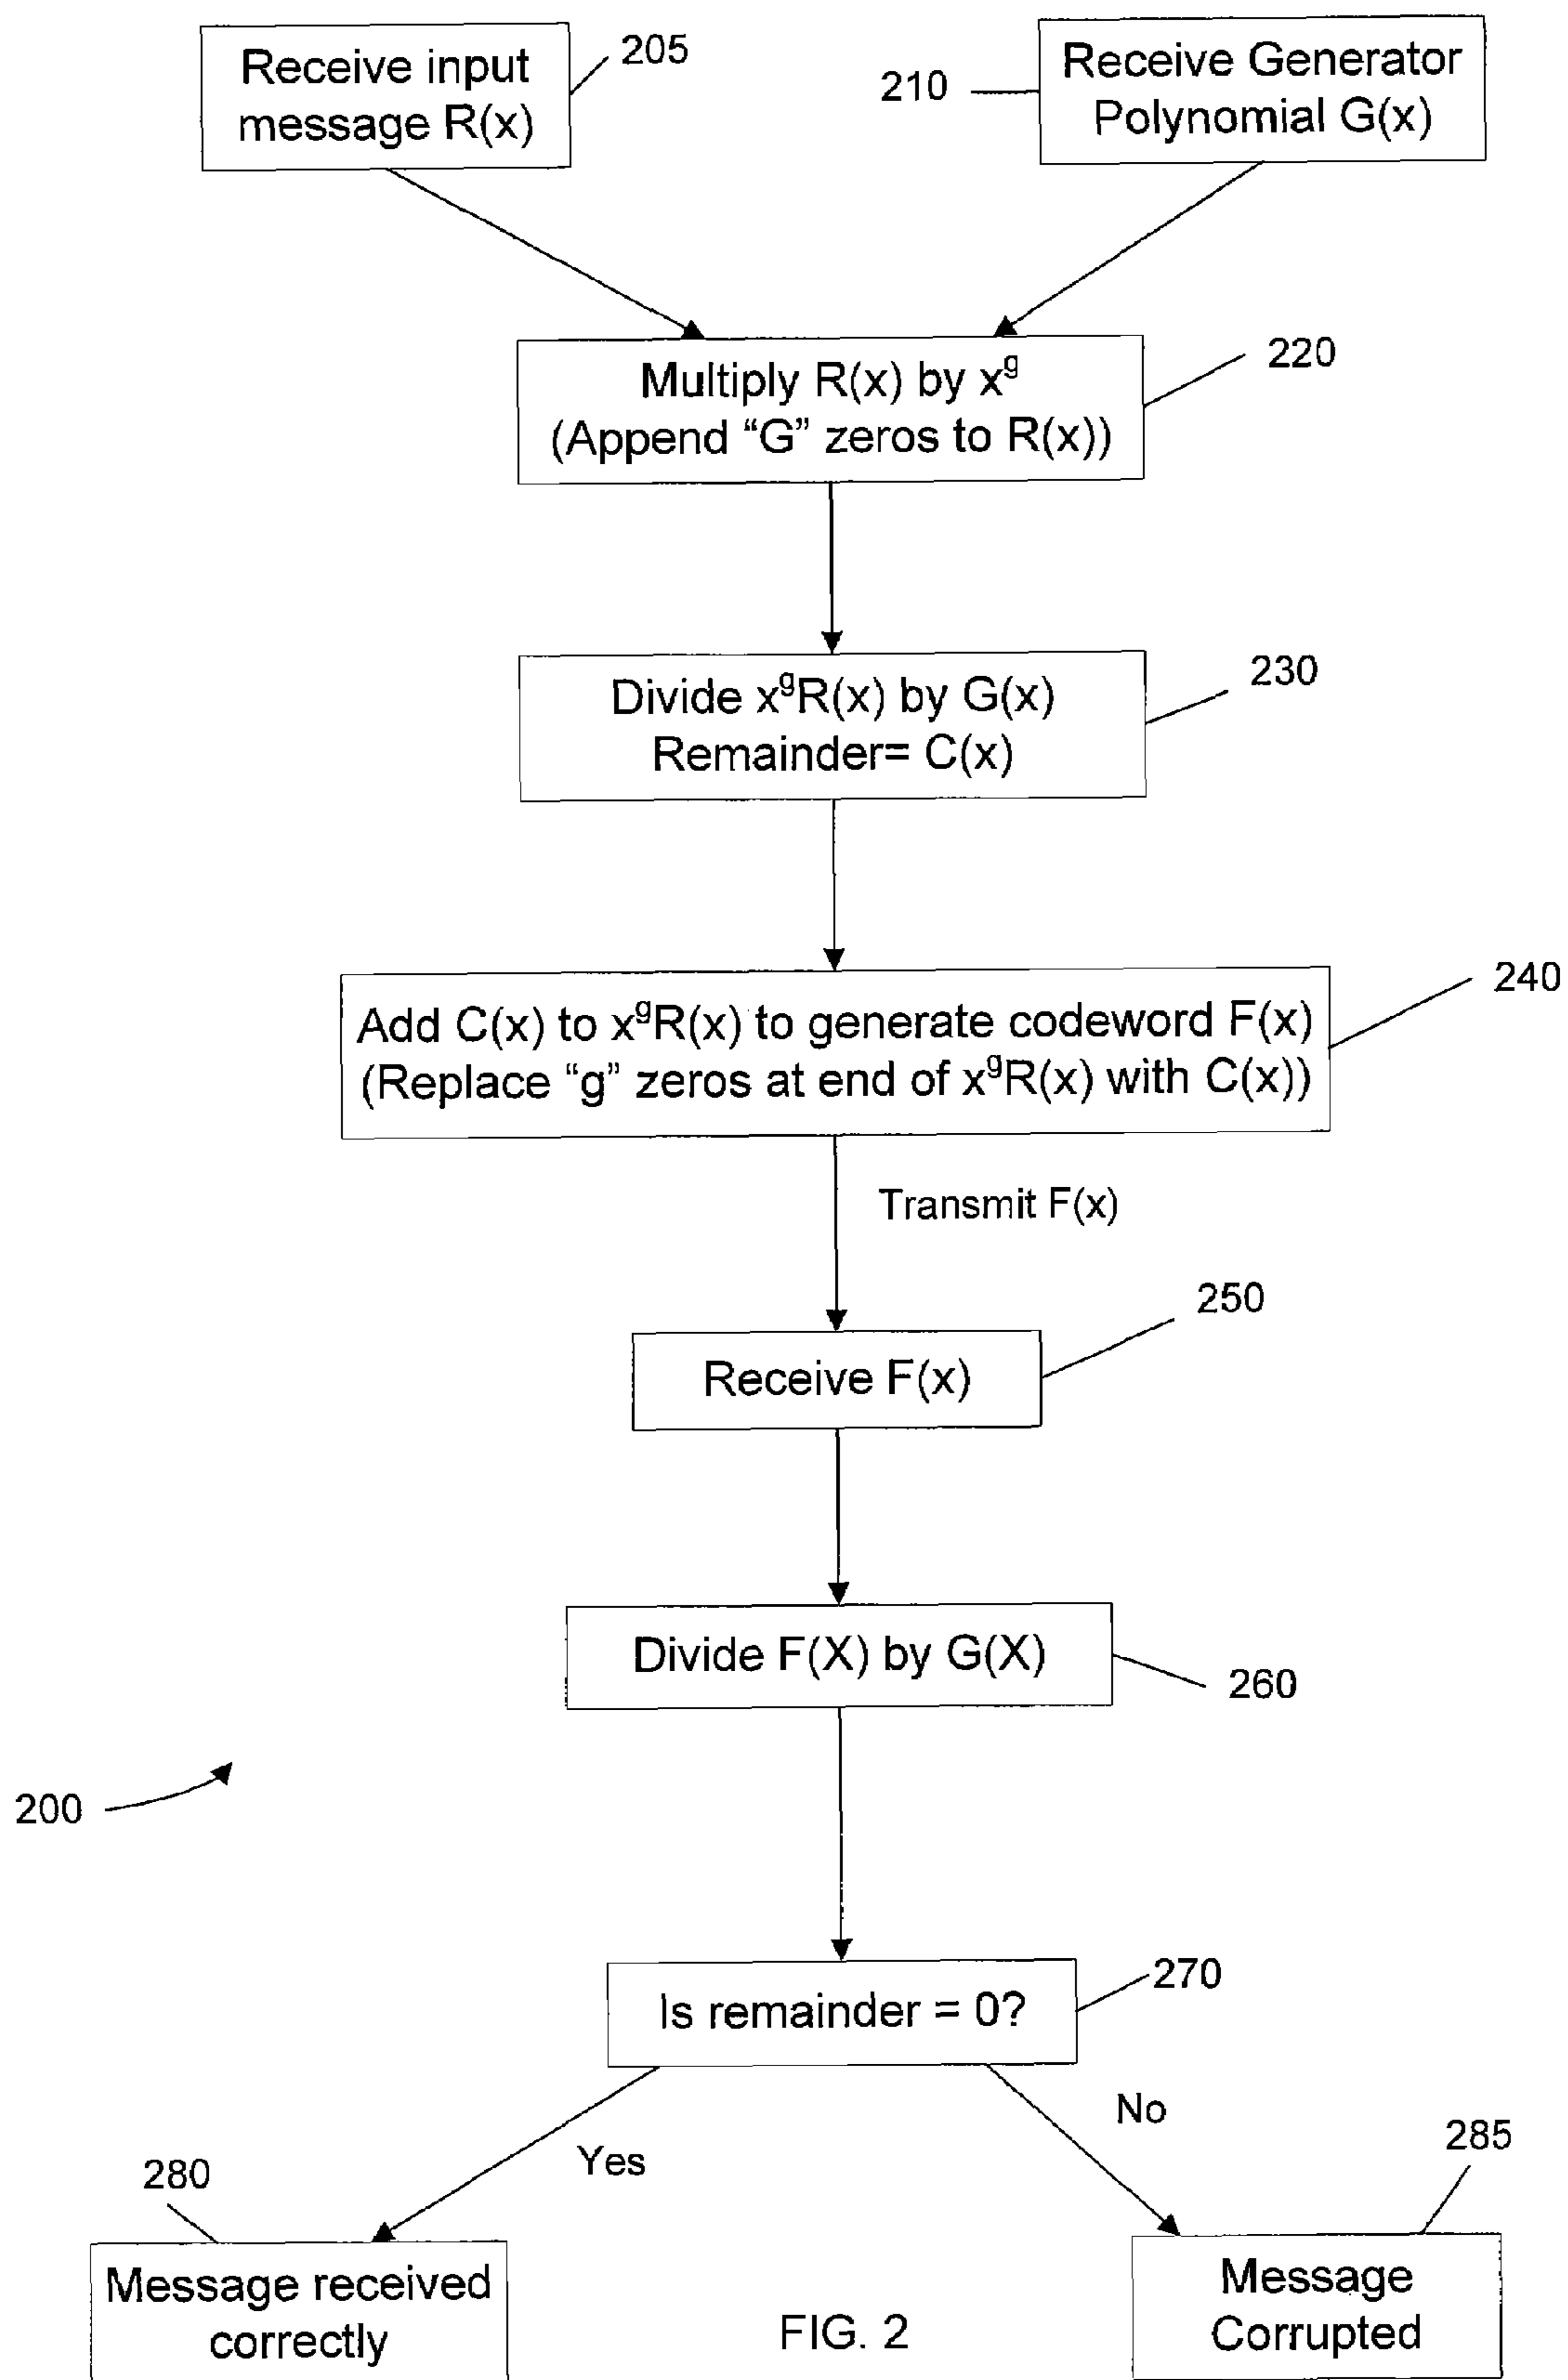 Receive input
message R(x)
205
210
Receive Generator
Polynomial G(x)
Multiply R(x) by x^g
(Append “G” zeros to R(x))
220
Divide x^gR(x) by G(x)
Remainder= C(x)
230
Add C(x) to x^gR(x) to generate codeword F(x)
(Replace “g” zeros at end of x^gR(x) with C(x))
240
Transmit F(x)
Receive F(x)
250
Divide F(X) by G(X)
260
200
Is remainder = 0?
270
Yes
No
280
Message received
correctly
285
Message
Corrupted
FIG. 2